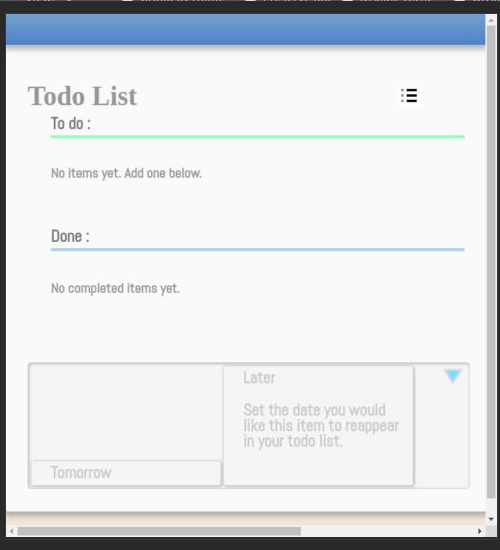 Todo List
To do :
No items yet. Add one below.
Done :
No completed items yet.
Later
Set the date you would
like this item to reappear
in your todo list.
Tomorrow